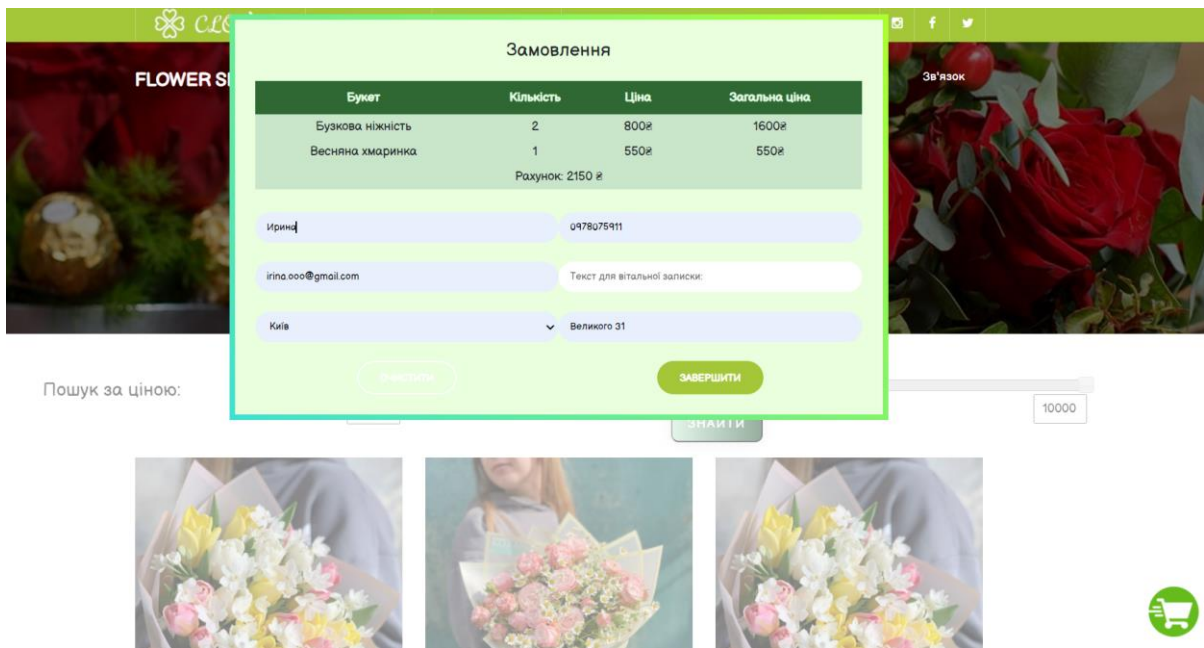 Замовлення
FLOWER
Зв'язок
Букет Кількість Ціна Загальна ціна
Бузкова ніжність 2 800₴ 1600₴
Весняна хмаринка 1 550₴ 550₴
Рахунок: 2150 ₴
Ирина 0978075911
irina.ooo@gmail.com Текст для вітальної записки:
Київ Великого 31
ЗАВЕРШИТИ
Пошук за ціною:
10000
ЗНАЙТИ